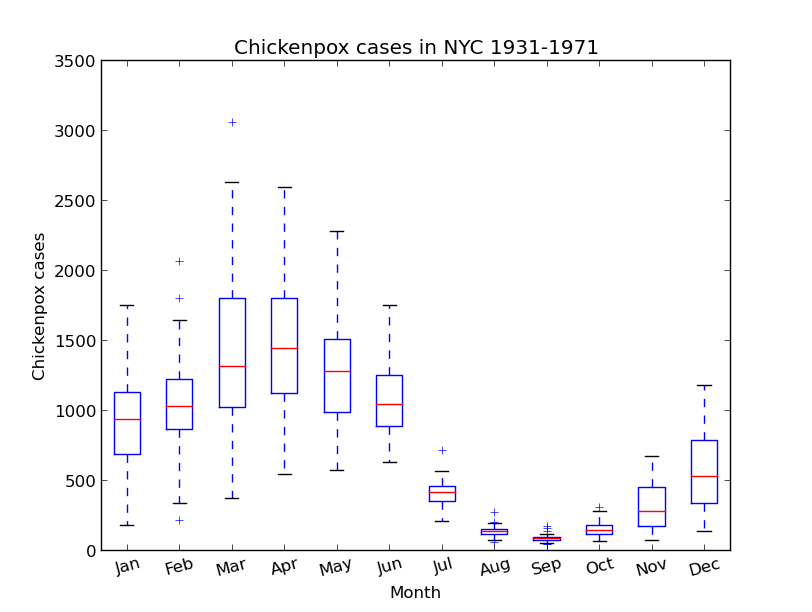 Chickenpox cases in NYC 1931-1971
3500
3000
2500
2000
1500
1000
500
0
Chickenpox cases
Jan Feb Mar Apr May Jun Jul Aug Sep Oct Nov Dec
Month